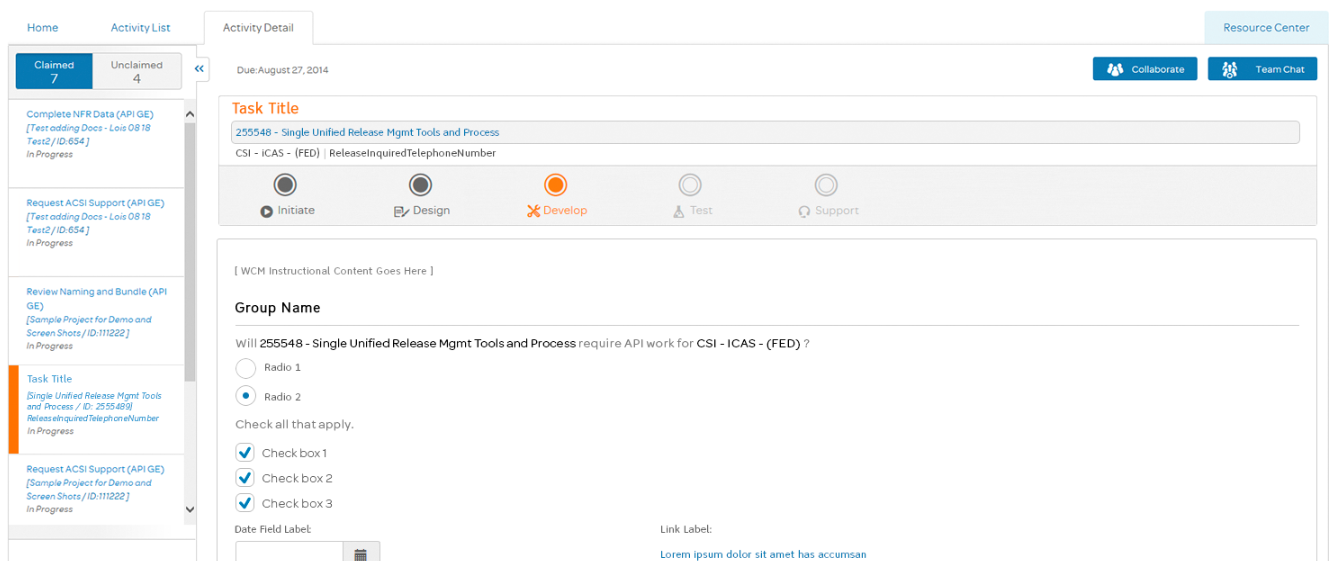 Home
Activity List
Activity Detail
Resource Center
Claimed
7
Unclaimed
4
«
Due:August 27, 2014
Collaborate
Team Chat
Complete NFR Data (API GE)
[Test adding Docs - Lois 08 18
Test2 / ID:654 ]
In Progress
Request ACSI Support (API GE)
[Test adding Docs - Lois 08 18
Test2 / ID:654 ]
In Progress
Review Naming and Bundle (API
GE)
[Sample Project for Demo and
Screen Shots / ID:111222 ]
In Progress
Task Title
[Single Unified Release Mgmt Tools
and Process / ID: 2555489]
ReleaseInquiredTelephoneNumber
In Progress
Request ACSI Support (API GE)
[Sample Project for Demo and
Screen Shots / ID:111222 ]
In Progress
Task Title
255548 - Single Unified Release Mgmt Tools and Process
CSI - iCAS - (FED) | ReleaseInquiredTelephoneNumber
Initiate
Design
Develop
Test
Support
[ WCM Instructional Content Goes Here ]
Group Name
Will 255548 - Single Unified Release Mgmt Tools and Process require API work for CSI - ICAS - (FED) ?
Radio 1
Radio 2
Check all that apply.
Check box 1
Check box 2
Check box 3
Date Field Label:
Link Label:
Lorem ipsum dolor sit amet has accumsan